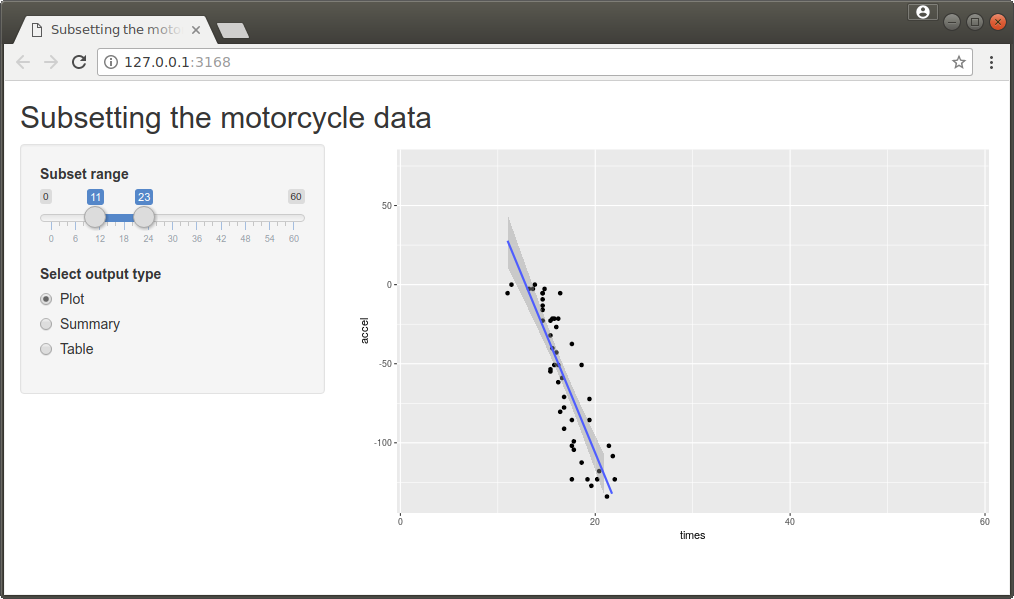 Subsetting the moto
127.0.0.1:3168
Subsetting the motorcycle data
Subset range
0 11 23 60
0 6 12 18 24 30 36 42 48 54 60
Select output type
Plot
Summary
Table
accel
50
0
-50
-100
0 20 40 60
times